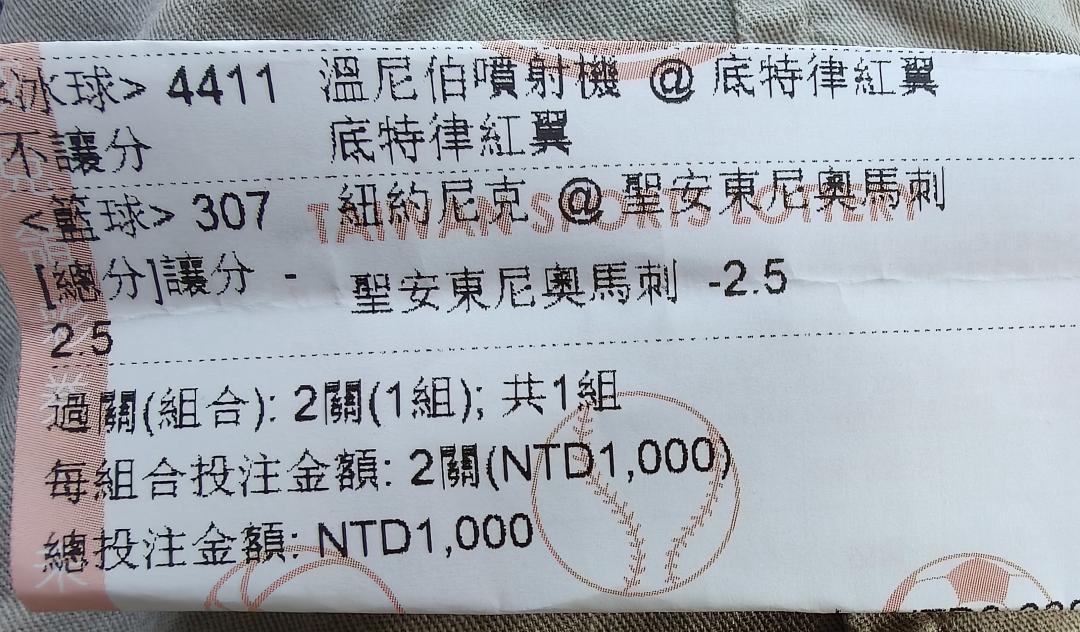 冰球> 4411 溫尼伯噴射機 @ 底特律紅翼
不讓分 底特律紅翼
<籃球> 307 紐約尼克 @ 聖安東尼奧馬刺
TAIWAN SPORTS LOTTERY
[總分]讓分 - 聖安東尼奧馬刺 -2.5
2.5
過關(組合): 2關(1組); 共1組
每組合投注金額: 2關(NTD1,000)
總投注金額: NTD1,000